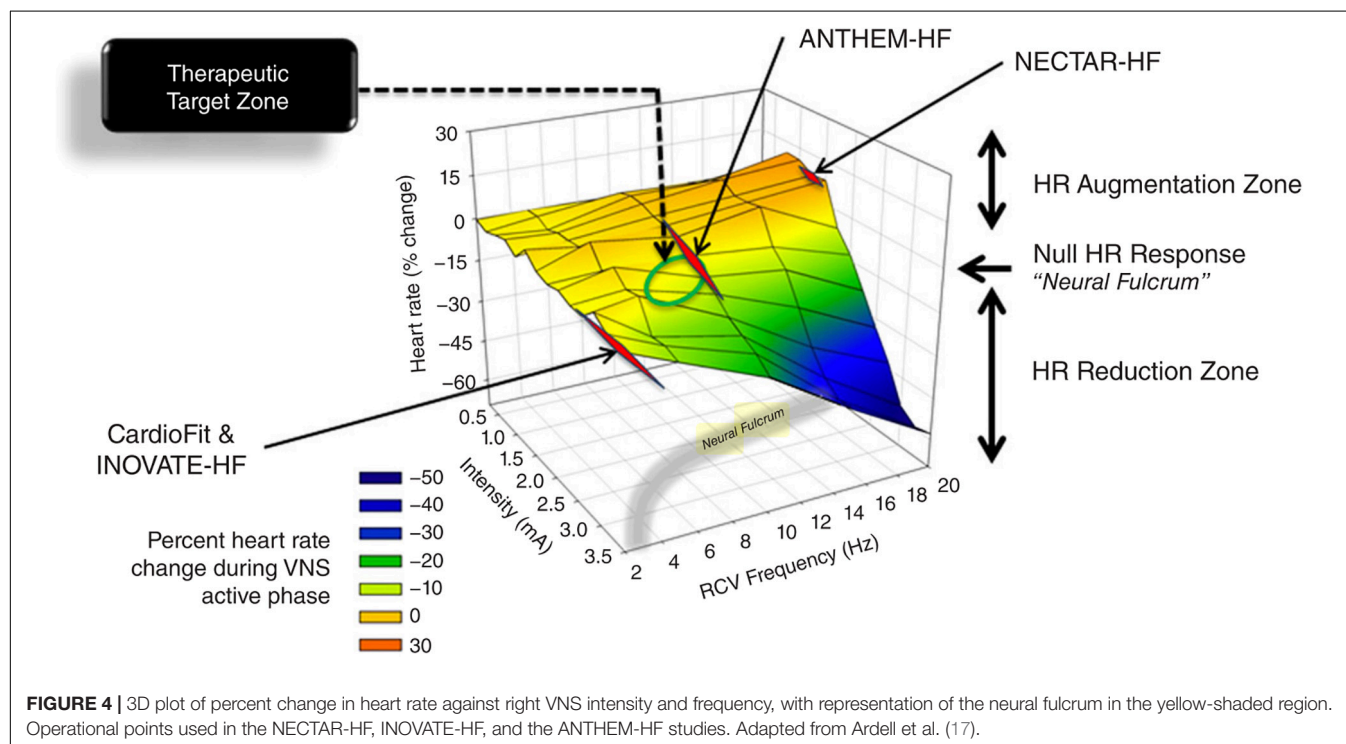 Therapeutic
Target Zone
ANTHEM-HF
NECTAR-HF
30
15
0
−15
−30
−45
−60
Heart rate (% change)
HR Augmentation Zone
Null HR Response
“Neural Fulcrum”
HR Reduction Zone
CardioFit &
INOVATE-HF
0.5
1.0
1.5
2.0
2.5
3.0
3.5
Intensity (mA)
Neural Fulcrum
2
4
6
8
10
12
14
16
18
20
RCV Frequency (Hz)
Percent heart rate
change during VNS
active phase
−50
−40
−30
−20
−10
0
30
FIGURE 4 | 3D plot of percent change in heart rate against right VNS intensity and frequency, with representation of the neural fulcrum in the yellow-shaded region.
Operational points used in the NECTAR-HF, INOVATE-HF, and the ANTHEM-HF studies. Adapted from Ardell et al. (17).